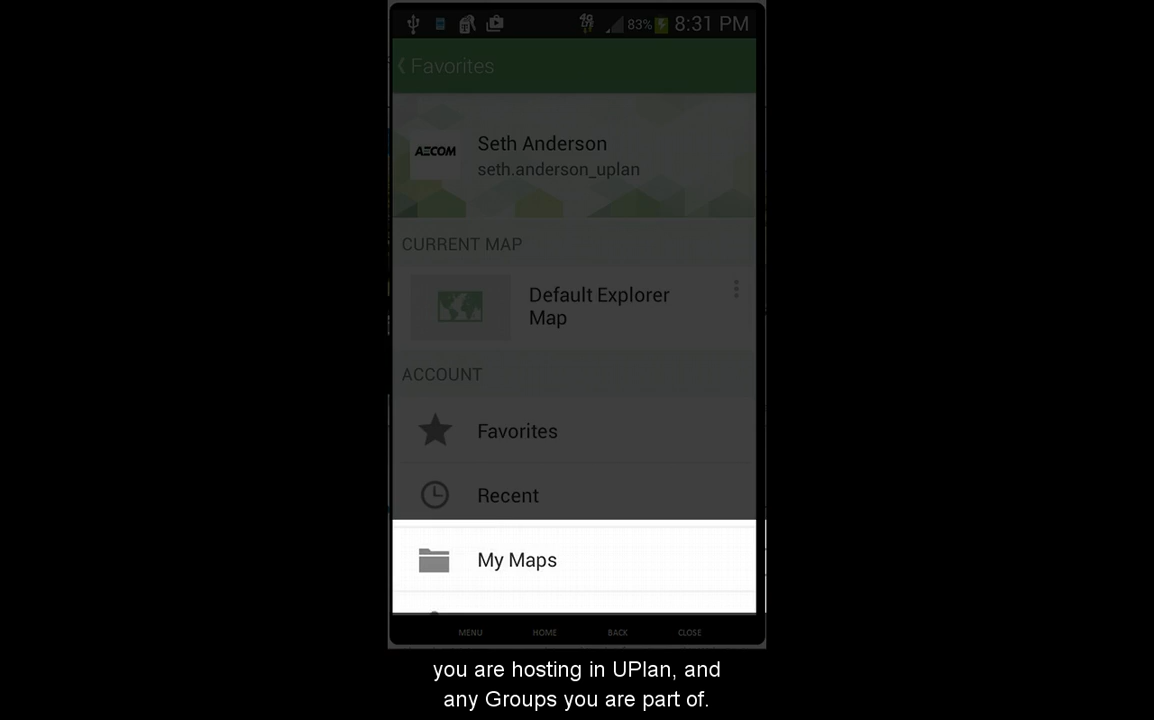 83% 8:31 PM
Favorites
AECOM
Seth Anderson
seth.anderson_uplan
CURRENT MAP
Default Explorer
Map
ACCOUNT
Favorites
Recent
My Maps
MENU HOME BACK CLOSE
you are hosting in UPlan, and
any Groups you are part of.